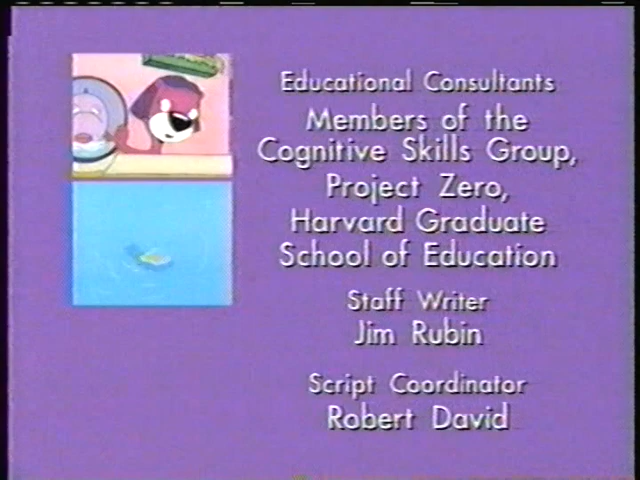 Educational Consultants
Members of the
Cognitive Skills Group,
Project Zero,
Harvard Graduate
School of Education
Staff Writer
Jim Rubin
Script Coordinator
Robert David